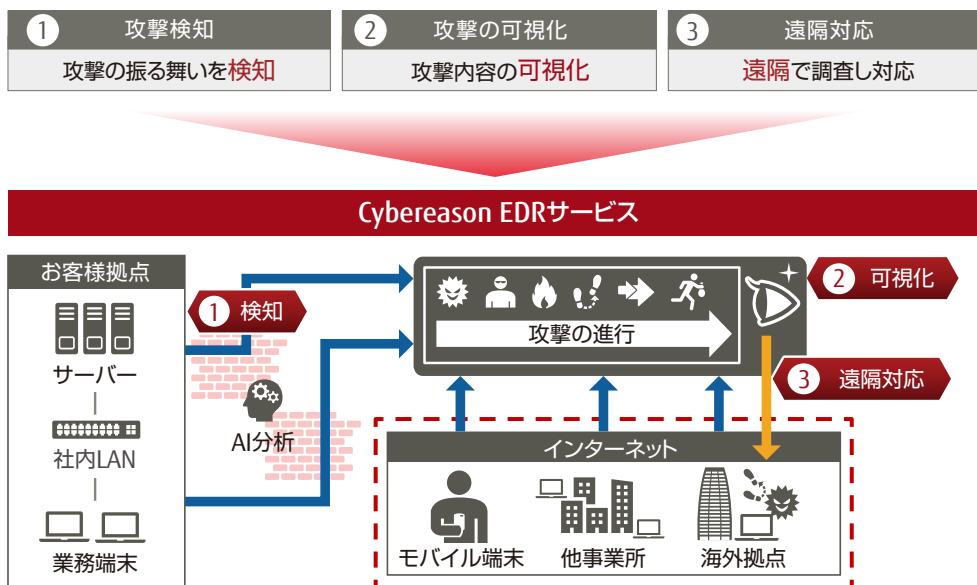 1 攻撃検知
攻撃の振る舞いを検知
2 攻撃の可視化
攻撃内容の可視化
3 遠隔対応
遠隔で調査し対応
Cybereason EDRサービス
お客様拠点
サーバー
社内LAN
業務端末
1 検知
AI分析
攻撃の進行
2 可視化
3 遠隔対応
インターネット
モバイル端末
他事業所
海外拠点